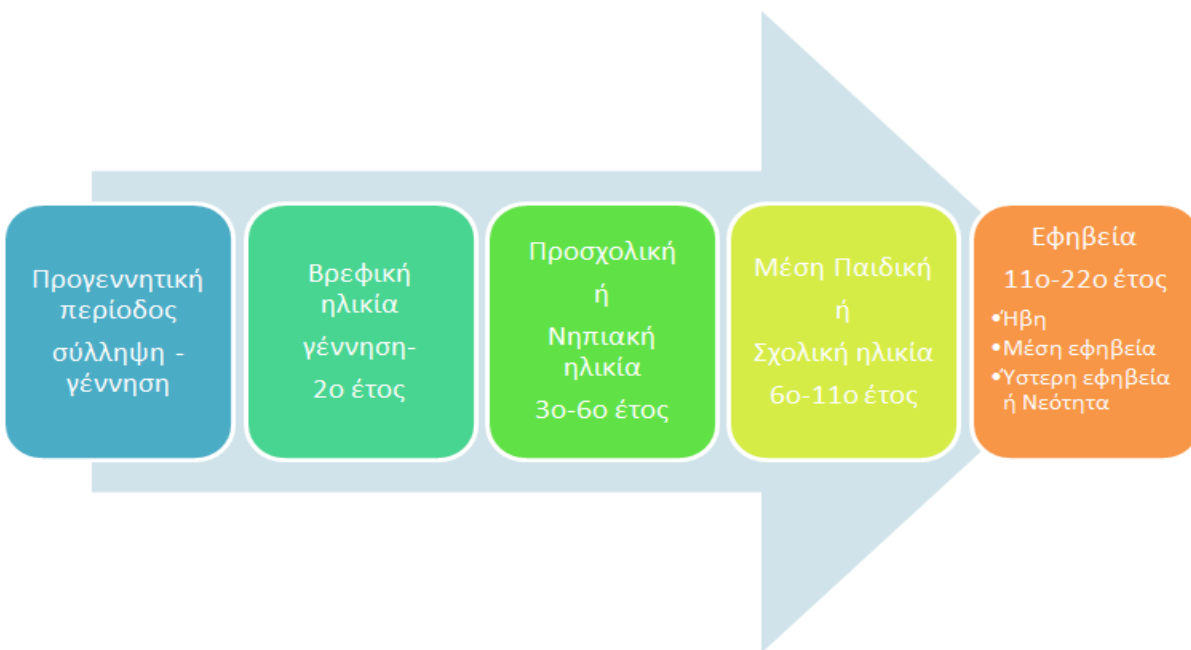 Προγεννητική
περίοδος
σύλληψη -
γέννηση
Βρεφική
ηλικία
γέννηση-
2ο έτος
Προσχολική
ή
Νηπιακή
ηλικία
3ο-6ο έτος
Μέση Παιδική
ή
Σχολική ηλικία
6ο-11ο έτος
Εφηβεία
11ο-22ο έτος
•Ήβη
•Μέση εφηβεία
•Ύστερη εφηβεία
ή Νεότητα